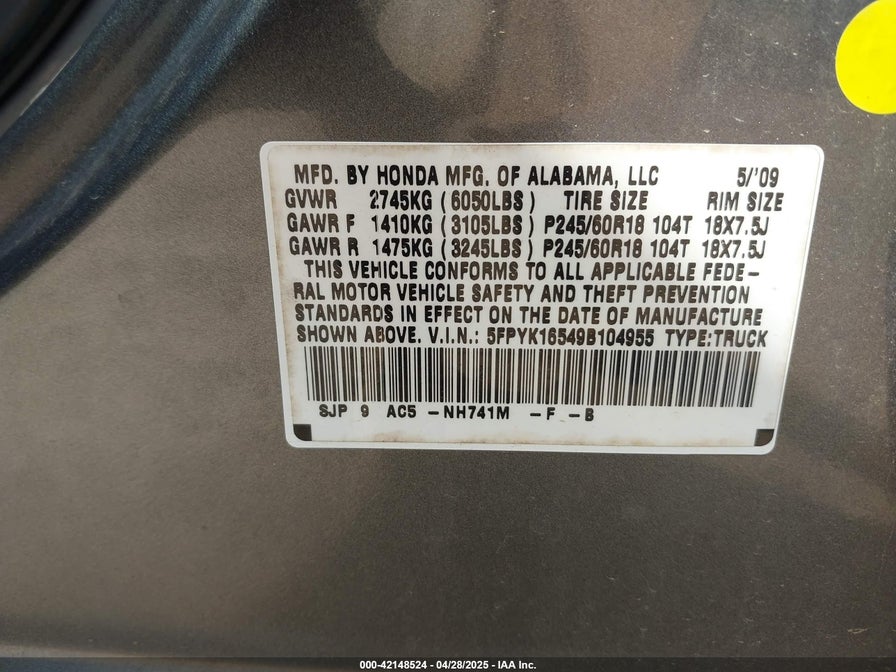 MFD. BY HONDA MFG. OF ALABAMA, LLC 5/'09
GVWR 2745KG (6050LBS) TIRE SIZE RIM SIZE
GAWR F 1410KG (3105LBS) P245/60R18 104T 18X7.5J
GAWR R 1475KG (3245LBS) P245/60R18 104T 18X7.5J
THIS VEHICLE CONFORMS TO ALL APPLICABLE FEDE-
RAL MOTOR VEHICLE SAFETY AND THEFT PREVENTION
STANDARDS IN EFFECT ON THE DATE OF MANUFACTURE
SHOWN ABOVE. V.I.N.: 5FPYK16549B104955 TYPE:TRUCK
SJP 9 AC5 -NH741M -F -B
000-42148524 | 04/28/2025 - IAA Inc.